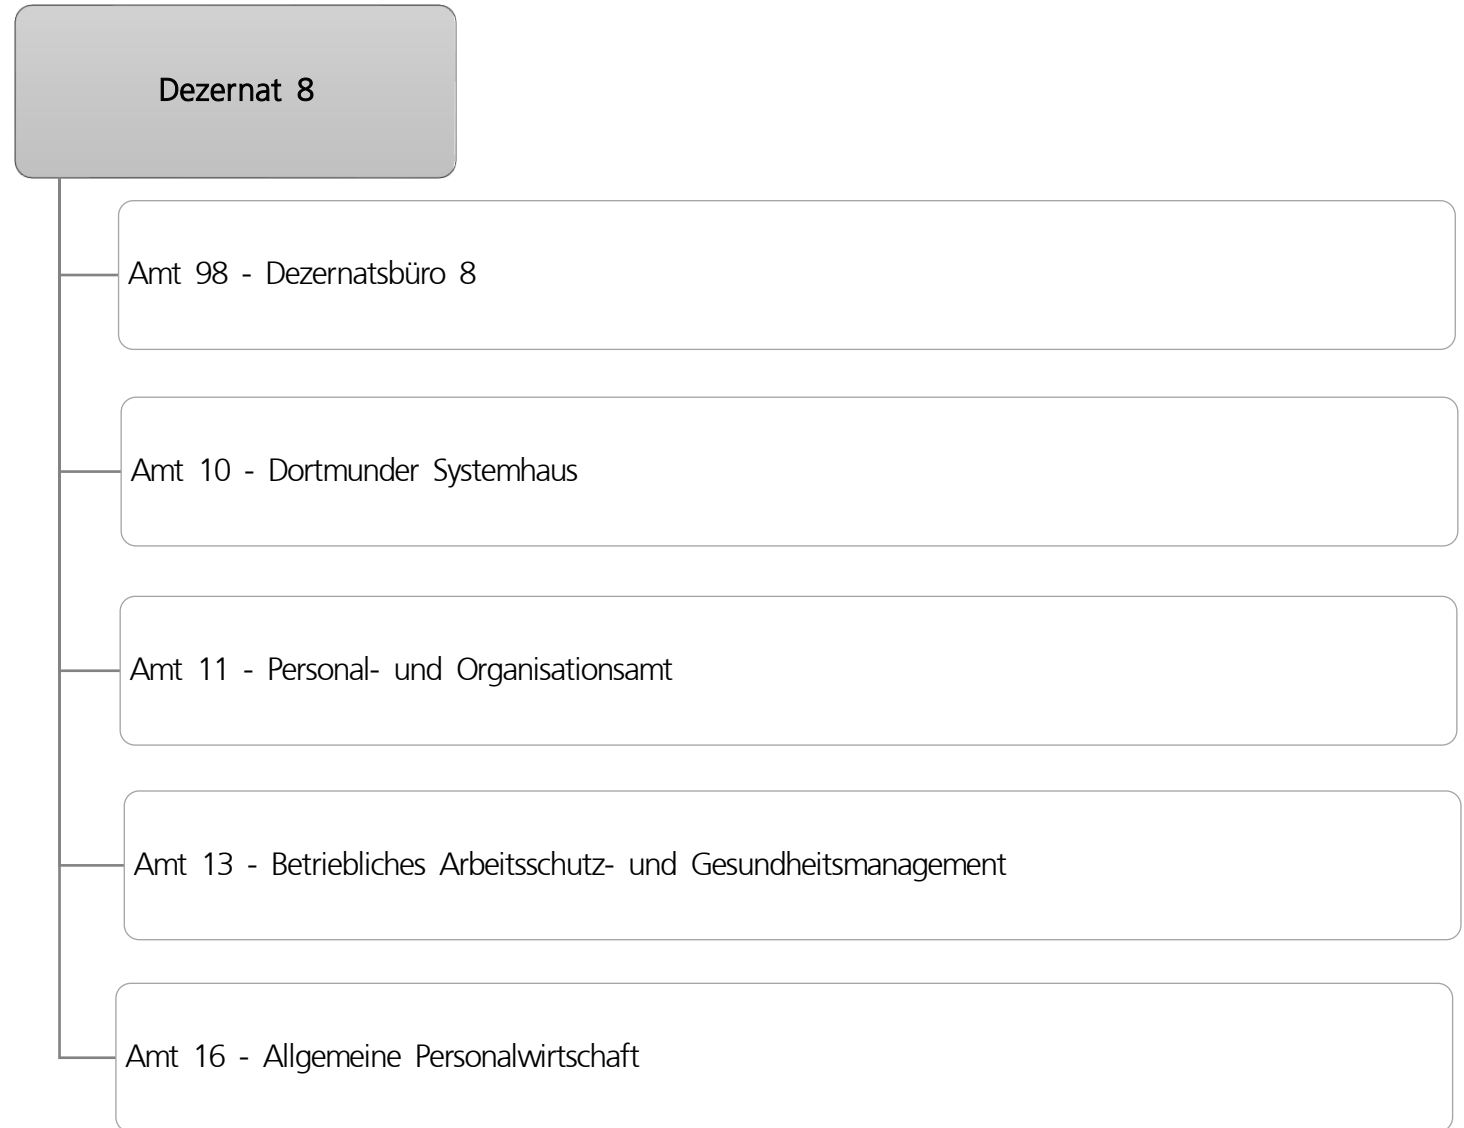 Dezernat 8
Amt 98 - Dezernatsbüro 8
Amt 10 - Dortmunder Systemhaus
Amt 11 - Personal- und Organisationsamt
Amt 13 - Betriebliches Arbeitsschutz- und Gesundheitsmanagement
Amt 16 - Allgemeine Personalwirtschaft